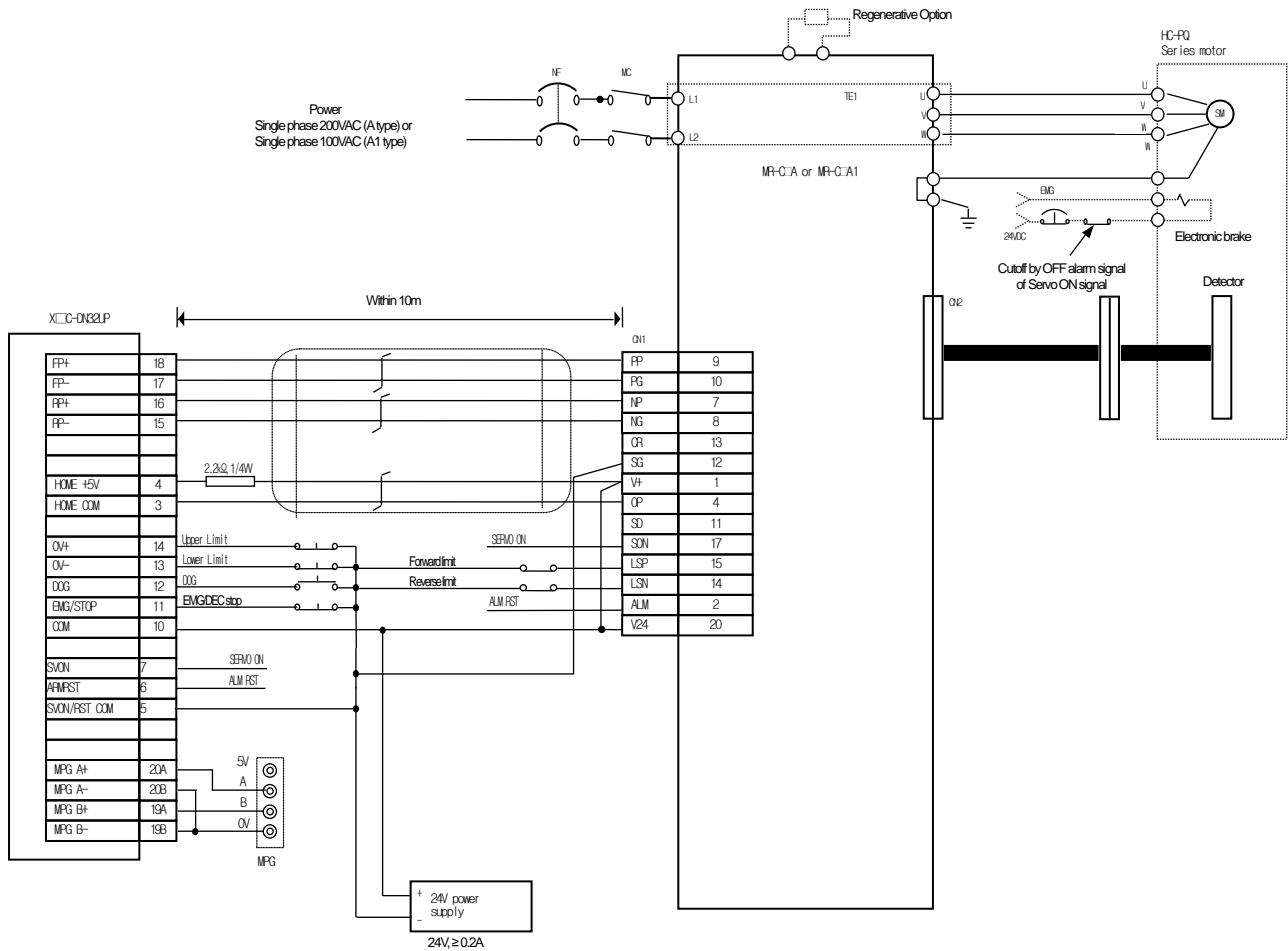 Regenerative Option
HC-PQ
Series motor
NF
MC
L1
TE1
U
U
Power
Single phase 200VAC (A type) or
Single phase 100VAC (A1 type)
V
V
SM
L2
W
W
W
MR-C□A or MR-C□A1
EMG
24VDC
Electronic brake
Cutoff by OFF alarm signal
of Servo ON signal
Detector
CN2
X□C-DN32UP
Within 10m
CN1
FP+ 18
PP 9
FP- 17
PG 10
RP+ 16
NP 7
RP- 15
NG 8
CR 13
SG 12
HOME +5V 4
2.2kΩ, 1/4W
V+ 1
HOME COM 3
OP 4
SD 11
OV+ 14
Upper Limit
SERVO ON
SON 17
OV- 13
Lower Limit
Forward limit
LSP 15
DOG 12
DOG
Reverse limit
LSN 14
EMG/STOP 11
EMG/DEC stop
ALM RST
ALM 2
COM 10
V24 20
SVON 7
SERVO ON
ARMRST 6
ALM RST
SVON/RST COM 5
MPG A+ 20A
5V
MPG A- 20B
A
MPG B+ 19A
B
MPG B- 19B
0V
MPG
+ 24V power
supply
-
24V, ≥ 0.2A